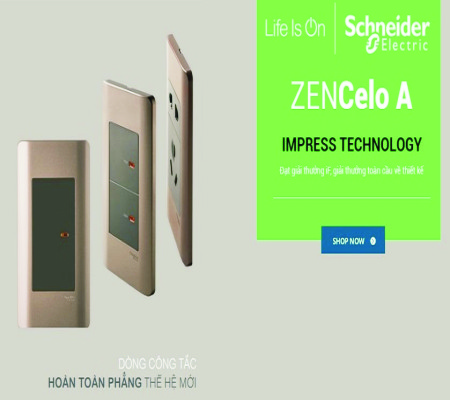 Life Is On
Schneider
Electric
ZENCelo A
IMPRESS TECHNOLOGY
Đạt giải thưởng iF, giải thưởng toàn cầu về thiết kế
SHOP NOW
DÒNG CÔNG TẮC
HOÀN TOÀN PHẲNG THẾ HỆ MỚI